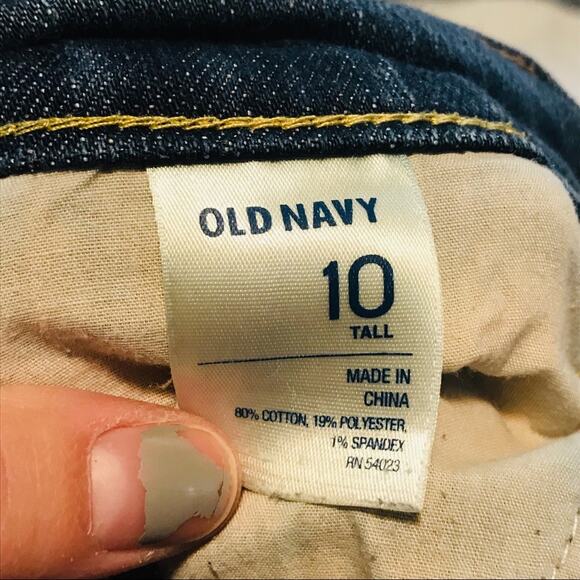 OLD NAVY
10
TALL
MADE IN
CHINA
80% COTTON, 19% POLYESTER,
1% SPANDEX
RN 54023